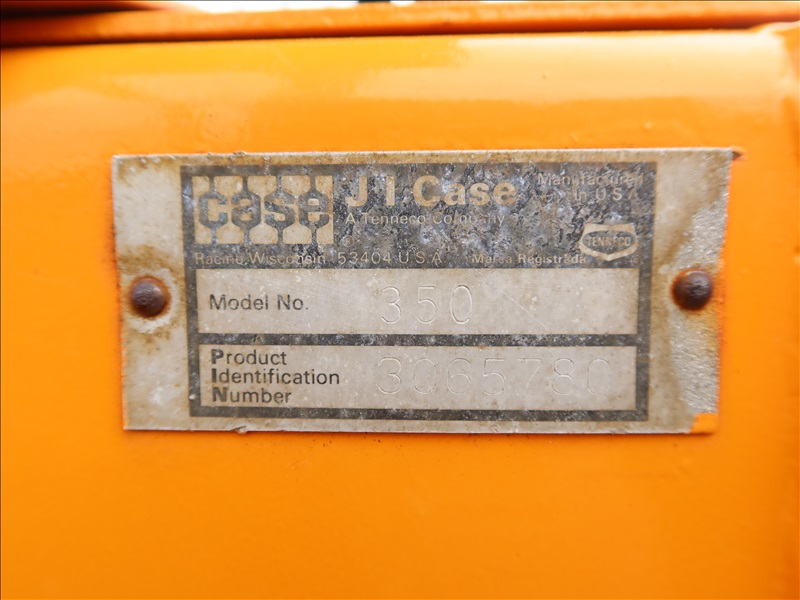 case
J I Case
Manufactured
in U.S.A.
A Tenneco Company
TENNECO
Racine, Wisconsin 53404 U.S.A.
Marca Registrada
Model No. 350
Product
Identification
Number
3065780